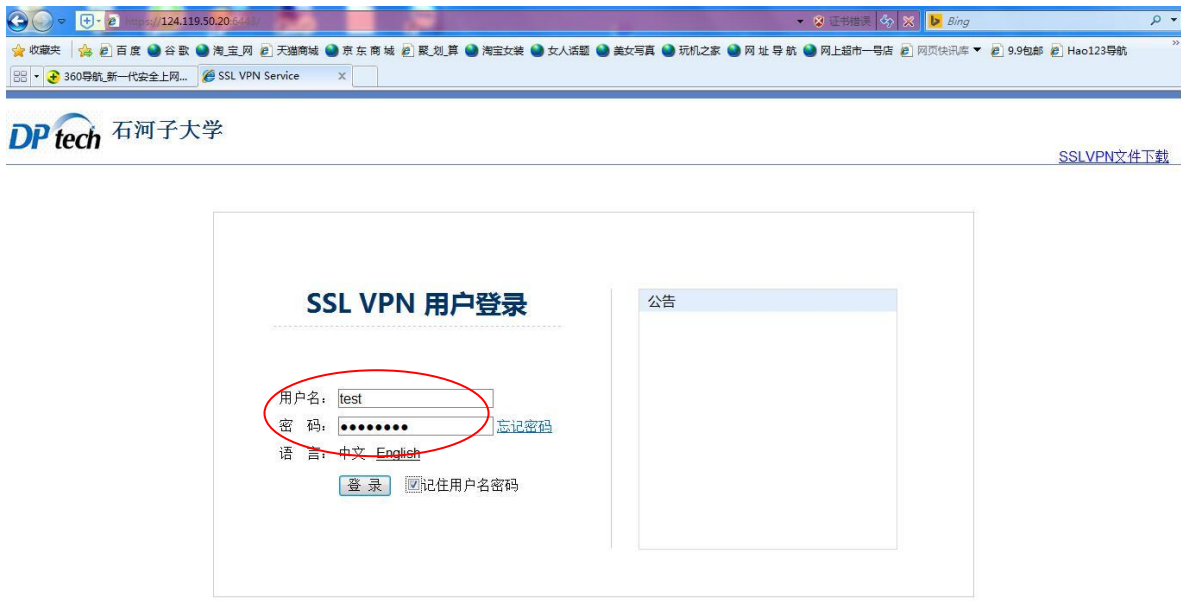 https://124.119.50.20:6443/
证书错误
Bing
收藏夹 百度 谷歌 淘_宝_网 天猫商城 京东商城 聚_划_算 淘宝女装 女人话题 美女写真 玩机之家 网址导航 网上超市一号店 网页快讯库 9.9包邮 Hao123导航
360导航_新一代安全上网... SSL VPN Service x
DP tech 石河子大学
SSLVPN文件下载
SSL VPN 用户登录
公告
用户名： test
密 码： ●●●●●●●● 忘记密码
语 言： 中文 English
登 录 记住用户名密码